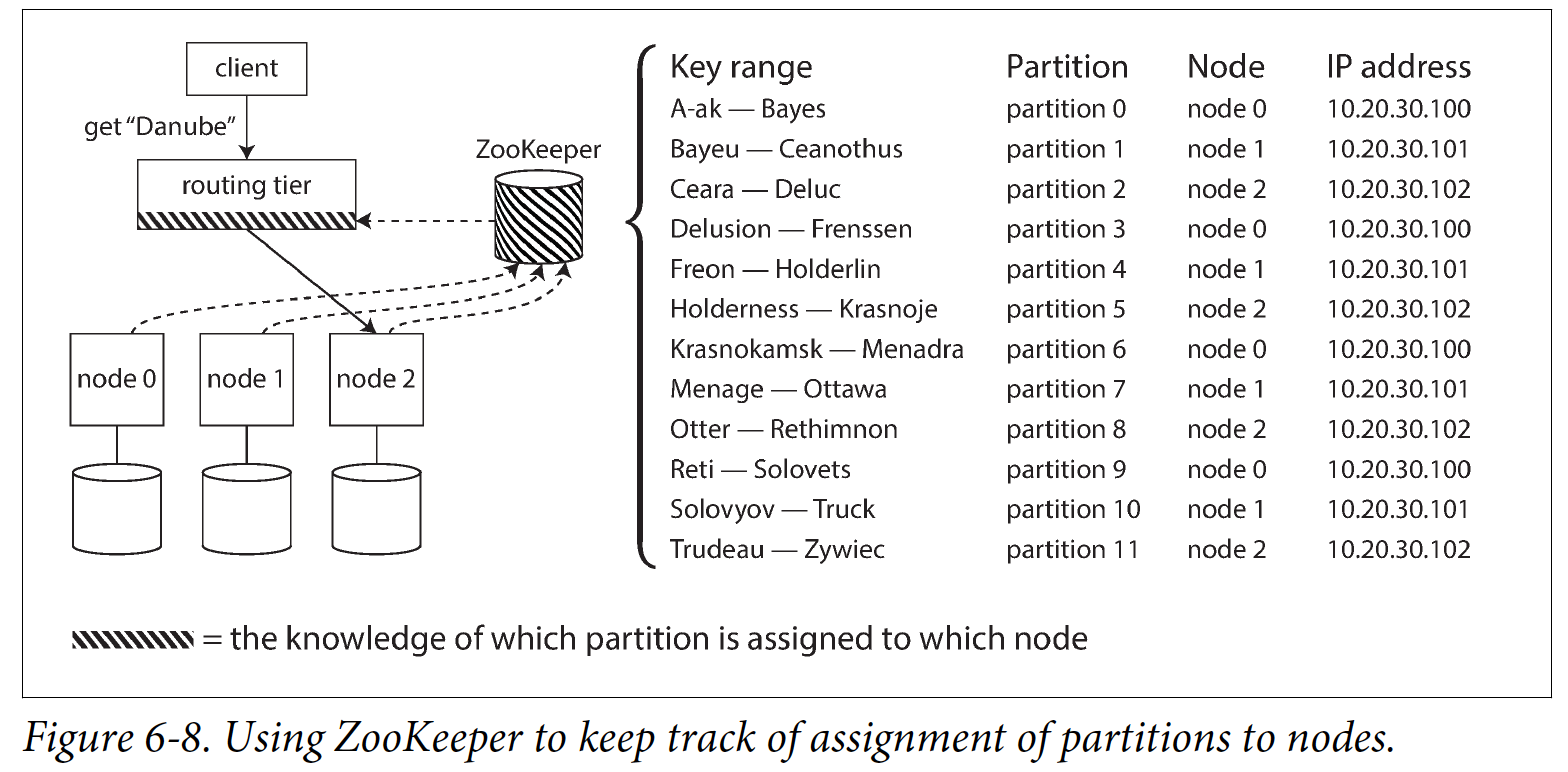 client
get “Danube”
routing tier
ZooKeeper
node 0
node 1
node 2
Key range Partition Node IP address
A-ak — Bayes partition 0 node 0 10.20.30.100
Bayeu — Ceanothus partition 1 node 1 10.20.30.101
Ceara — Deluc partition 2 node 2 10.20.30.102
Delusion — Frenssen partition 3 node 0 10.20.30.100
Freon — Holderlin partition 4 node 1 10.20.30.101
Holderness — Krasnoje partition 5 node 2 10.20.30.102
Krasnokamsk — Menadra partition 6 node 0 10.20.30.100
Menage — Ottawa partition 7 node 1 10.20.30.101
Otter — Rethimnon partition 8 node 2 10.20.30.102
Reti — Solovets partition 9 node 0 10.20.30.100
Solovyov — Truck partition 10 node 1 10.20.30.101
Trudeau — Zywiec partition 11 node 2 10.20.30.102
= the knowledge of which partition is assigned to which node
Figure 6-8. Using ZooKeeper to keep track of assignment of partitions to nodes.